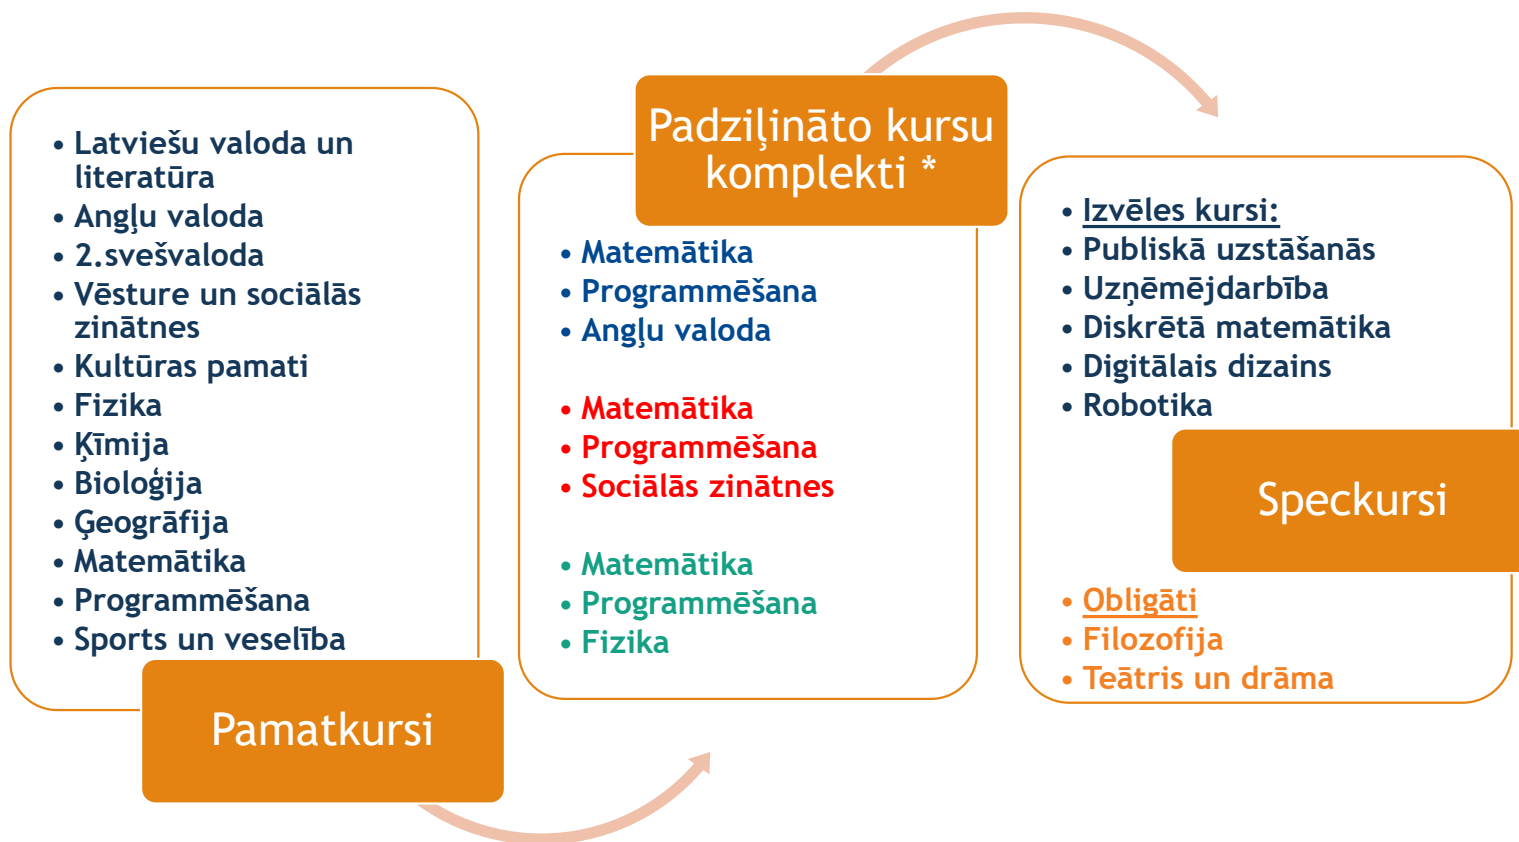 • Latviešu valoda un
literatūra
• Angļu valoda
• 2.svešvaloda
• Vēsture un sociālās
zinātnes
• Kultūras pamati
• Fizika
• Ķīmija
• Bioloģija
• Ģeogrāfija
• Matemātika
• Programmēšana
• Sports un veselība
Pamatkursi
Padziļināto kursu
komplekti *
• Matemātika
• Programmēšana
• Angļu valoda
• Matemātika
• Programmēšana
• Sociālās zinātnes
• Matemātika
• Programmēšana
• Fizika
• Izvēles kursi:
• Publiskā uzstāšanās
• Uzņēmējdarbība
• Diskrētā matemātika
• Digitālais dizains
• Robotika
Speckursi
• Obligāti
• Filozofija
• Teātris un drāma